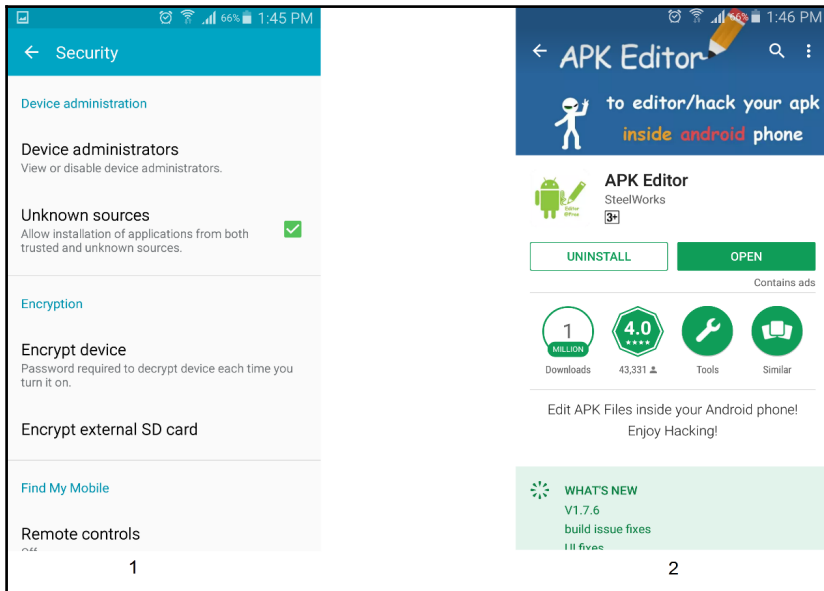 66% 1:45 PM
Security
Device administration
Device administrators
View or disable device administrators.
Unknown sources
Allow installation of applications from both
trusted and unknown sources.
Encryption
Encrypt device
Password required to decrypt device each time you
turn it on.
Encrypt external SD card
Find My Mobile
Remote controls
Off
1
66% 1:46 PM
APK Editor
to editor/hack your apk
inside android phone
APK Editor
SteelWorks
3+
Editor
UNINSTALL
OPEN
Contains ads
1
MILLION
4.0
Downloads
43,331
Tools
Similar
Edit APK Files inside your Android phone!
Enjoy Hacking!
WHAT'S NEW
V1.7.6
build issue fixes
UI fixes
2